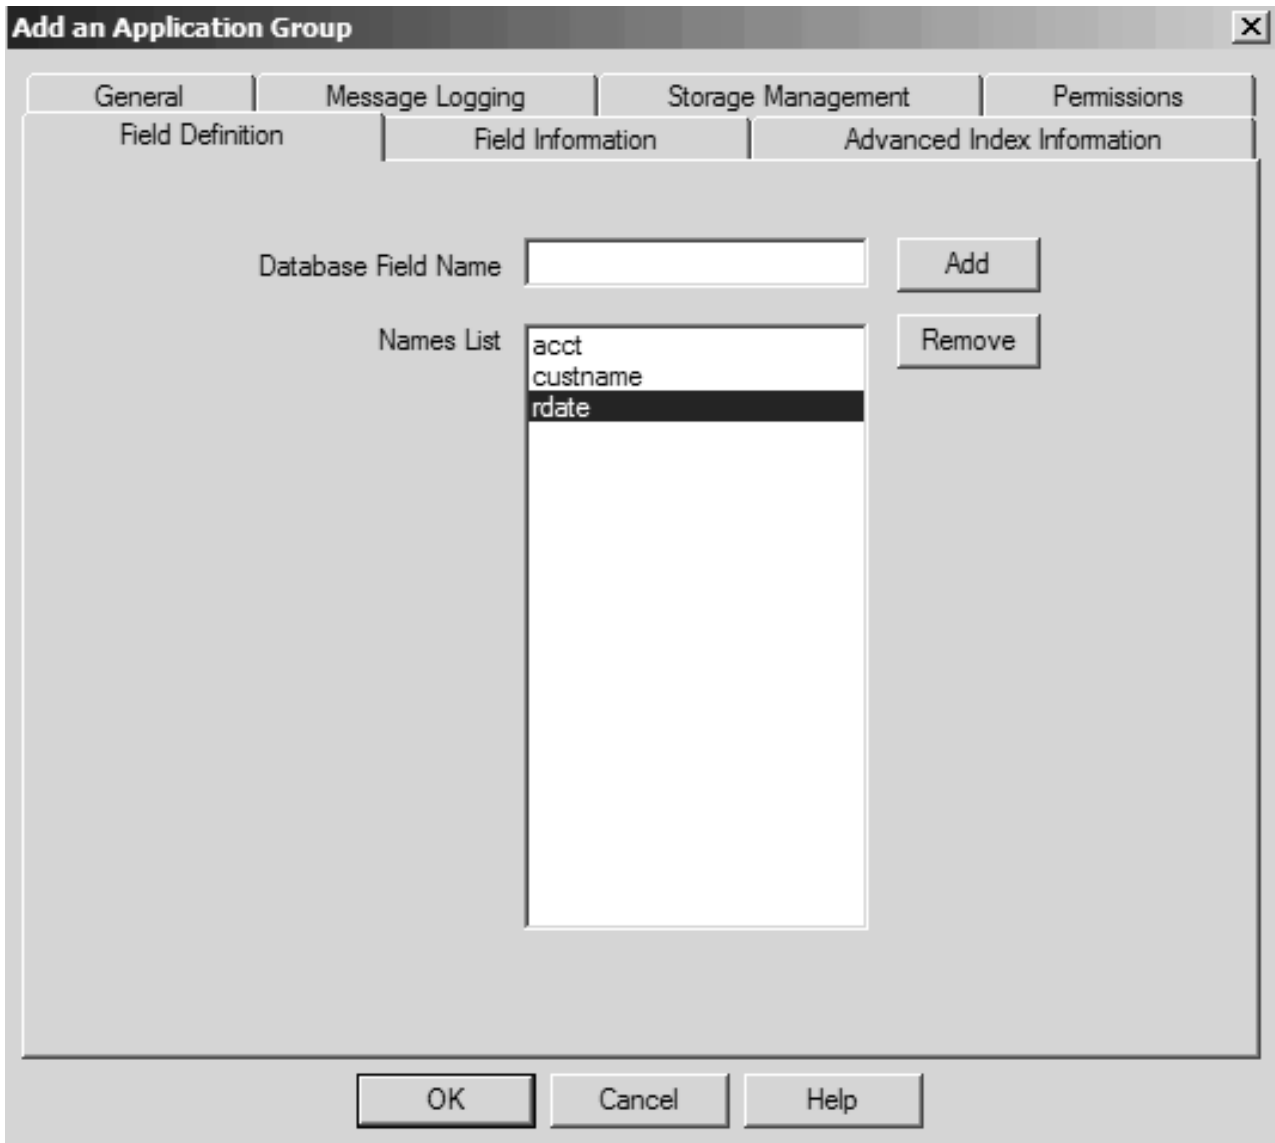 Add an Application Group
General Message Logging Storage Management Permissions
Field Definition Field Information Advanced Index Information
Database Field Name Add
Names List acct Remove
custname
rdate
OK Cancel Help